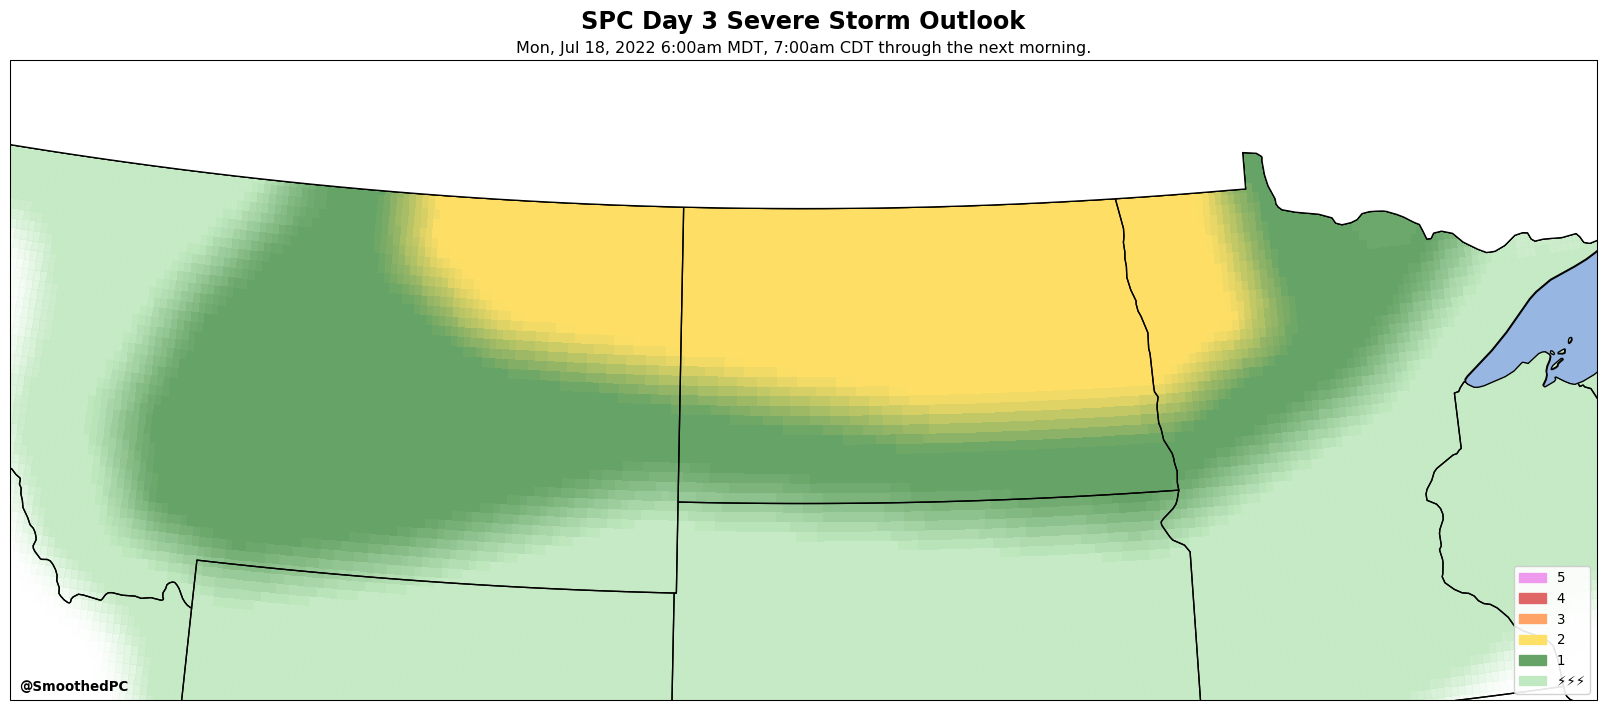 SPC Day 3 Severe Storm Outlook
Mon, Jul 18, 2022 6:00am MDT, 7:00am CDT through the next morning.
5
4
3
2
1
⚡⚡⚡
@SmoothedPC